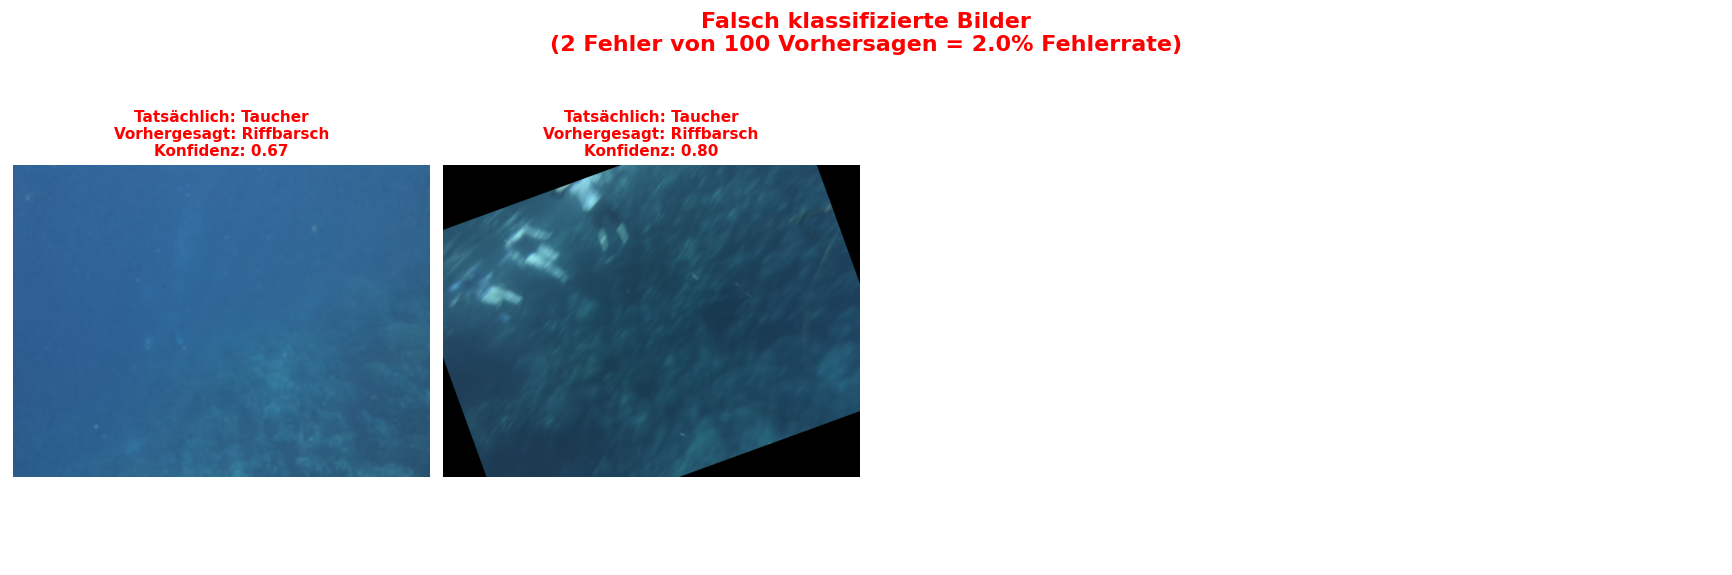 Falsch klassifizierte Bilder
(2 Fehler von 100 Vorhersagen = 2.0% Fehlerrate)
Tatsächlich: Taucher
Vorhergesagt: Riffbarsch
Konfidenz: 0.67
Tatsächlich: Taucher
Vorhergesagt: Riffbarsch
Konfidenz: 0.80